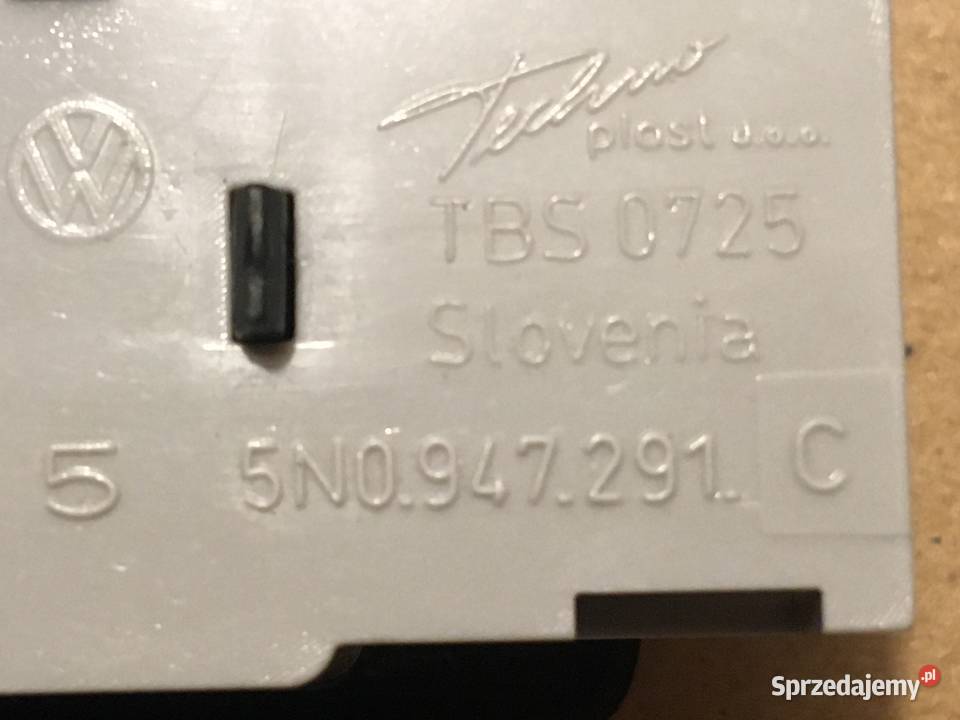 Techno
plast d.o.o.
TBS 0725
Slovenia
5 5N0.947.291._ C
Sprzedajemy.pl